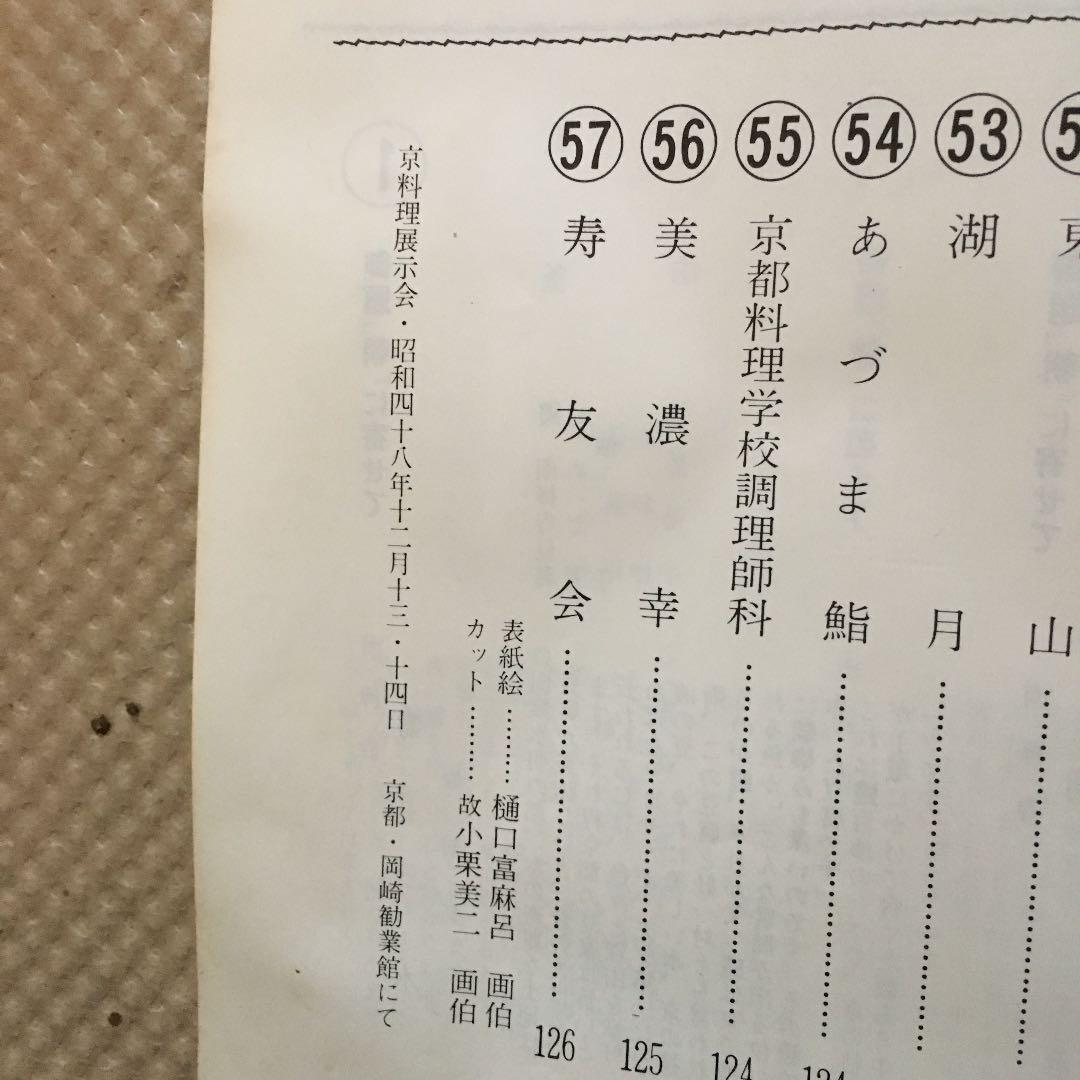 山
53 湖月
54 あづま鮨 124
55 京都料理学校調理師科 124
56 美濃幸 125
57 寿友会 126
表紙絵 ……… 樋口富麻呂 画伯
カット ……… 故小栗美二 画伯
京料理展示会・昭和四十八年十二月十三・十四日 京都・岡崎勧業館にて